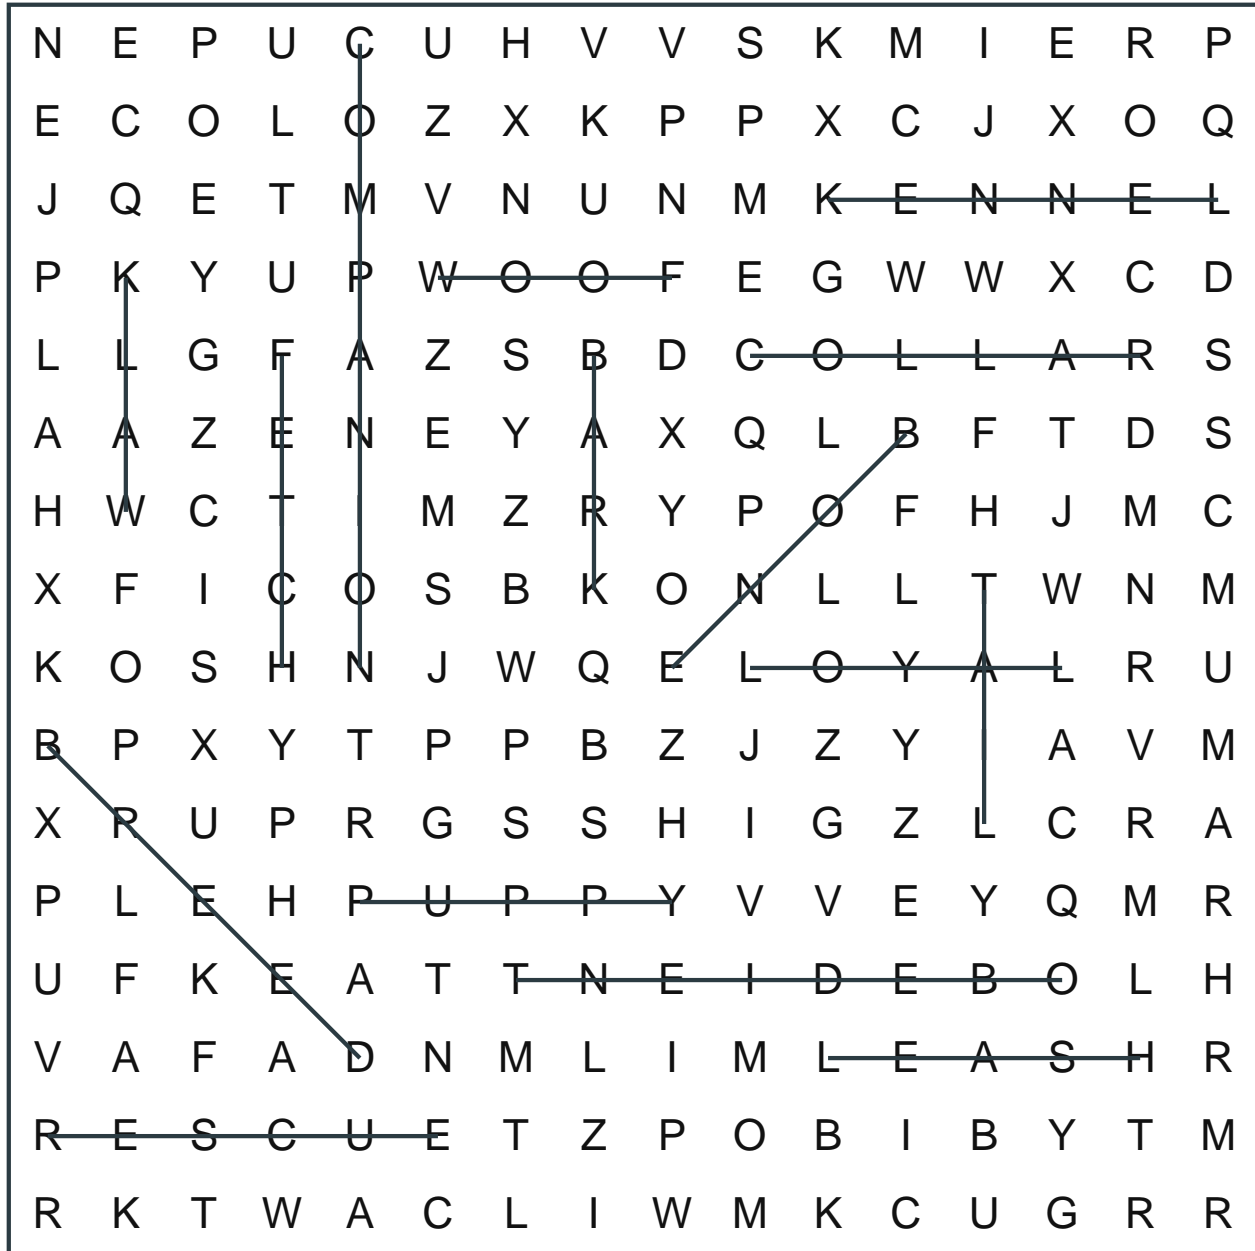 N E P U C U H V V S K M I E R P
E C O L O Z X K P P X C J X O Q
J Q E T M V N U N M K E N N E L
P K Y U P W O O F E G W W X C D
L L G F A Z S B D C O L L A R S
A A Z E N E Y A X Q L B F T D S
H W C T I M Z R Y P O F H J M C
X F I C O S B K O N L L T W N M
K O S H N J W Q E L O Y A L R U
B P X Y T P P B Z J Z Y I A V M
X R U P R G S S H I G Z L C R A
P L E H P U P P Y V V E Y Q M R
U F K E A T T N E I D E B O L H
V A F A D N M L I M L E A S H R
R E S C U E T Z P O B I B Y T M
R K T W A C L I W M K C U G R R